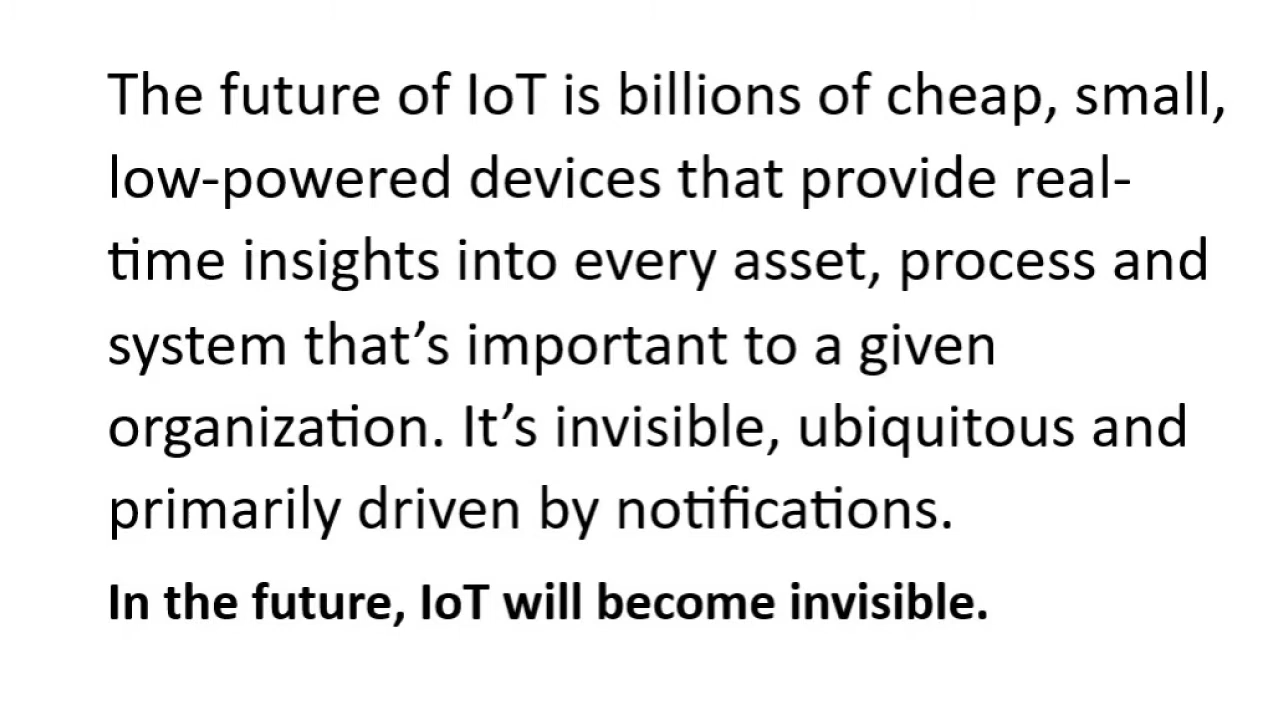 The future of IoT is billions of cheap, small,
low-powered devices that provide real-
time insights into every asset, process and
system that’s important to a given
organization. It’s invisible, ubiquitous and
primarily driven by notifications.
In the future, IoT will become invisible.